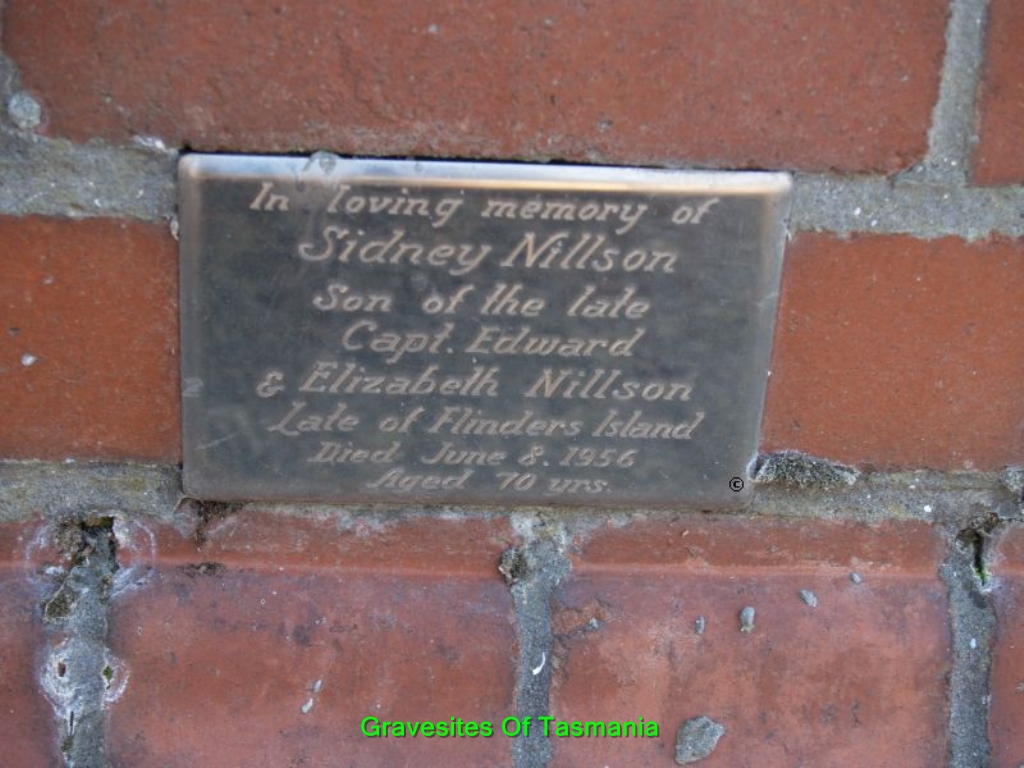 In loving memory of
Sidney Nillson
Son of the late
Capt. Edward
& Elizabeth Nillson
Late of Flinders Island
Died June 8. 1956
Aged 70 yrs.
©
Gravesites Of Tasmania